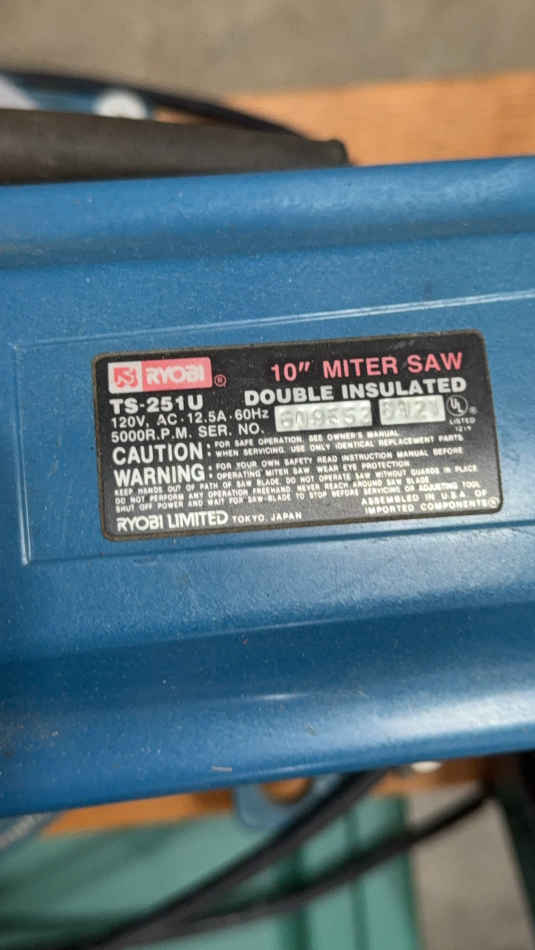 RYOBI ® 10″ MITER SAW
TS-251U DOUBLE INSULATED
120V, AC·12.5A·60Hz
5000R.P.M. SER. NO.
UL ® LISTED
CAUTION: FOR SAFE OPERATION, SEE OWNER'S MANUAL.
WHEN SERVICING, USE ONLY IDENTICAL REPLACEMENT PARTS.
WARNING: FOR YOUR OWN SAFETY READ INSTRUCTION MANUAL BEFORE
OPERATING MITER SAW WEAR EYE PROTECTION
KEEP HANDS OUT OF PATH OF SAW BLADE. DO NOT OPERATE SAW WITHOUT GUARDS IN PLACE
DO NOT PERFORM ANY OPERATION FREEHAND. NEVER REACH AROUND SAW BLADE
SHUT OFF POWER AND WAIT FOR SAW-BLADE TO STOP BEFORE SERVICING OR ADJUSTING TOOL
RYOBI LIMITED TOKYO, JAPAN
ASSEMBLED IN U.S.A. OF
IMPORTED COMPONENTS